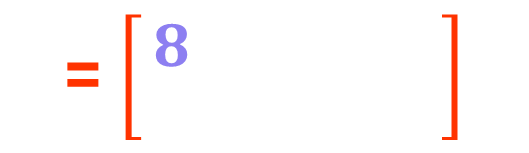 = [ 8 ]